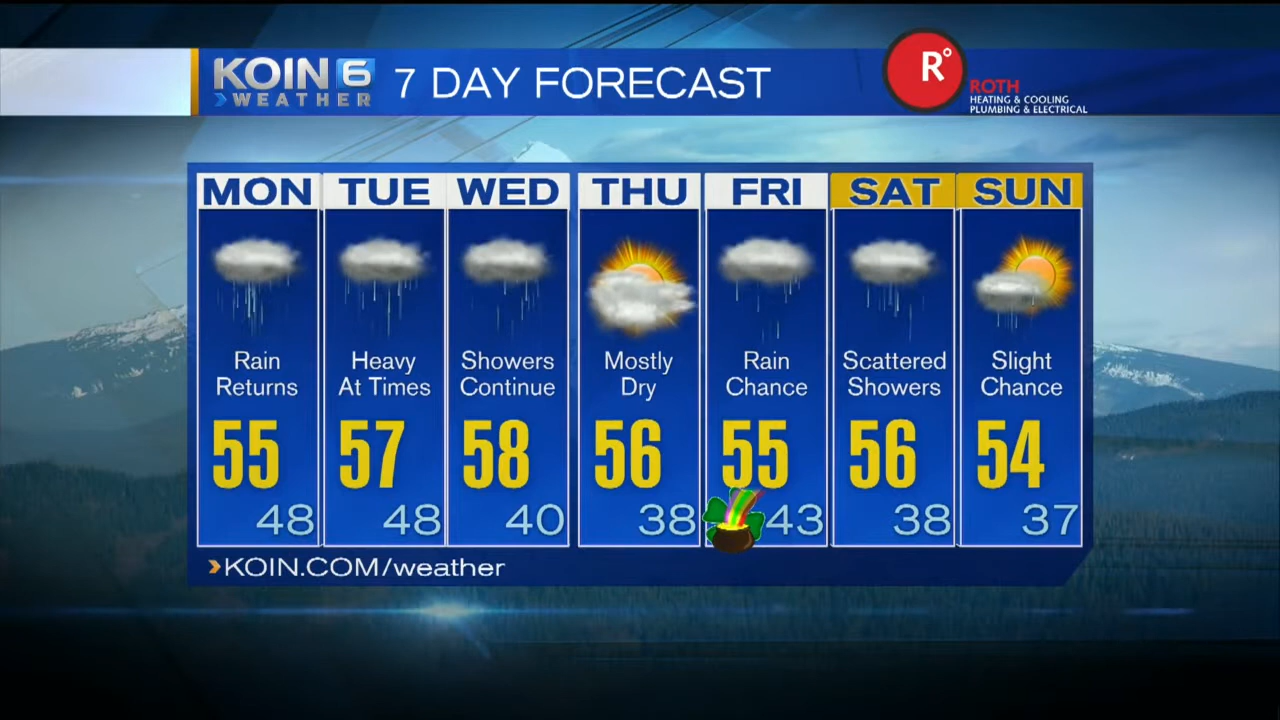 KOIN 6
WEATHER
7 DAY FORECAST
R°
ROTH
HEATING & COOLING
PLUMBING & ELECTRICAL
MON TUE WED THU FRI SAT SUN
Rain Heavy Showers Mostly Rain Scattered Slight
Returns At Times Continue Dry Chance Showers Chance
55 57 58 56 55 56 54
48 48 40 38 43 38 37
KOIN.COM/weather